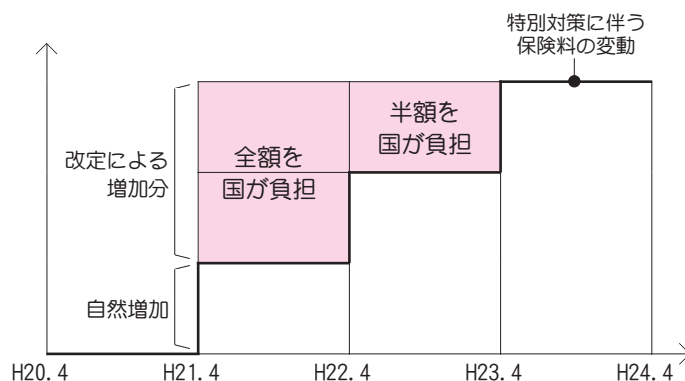 特別対策に伴う
保険料の変動
半額を
国が負担
改定による
増加分
全額を
国が負担
自然増加
H20.4
H21.4
H22.4
H23.4
H24.4